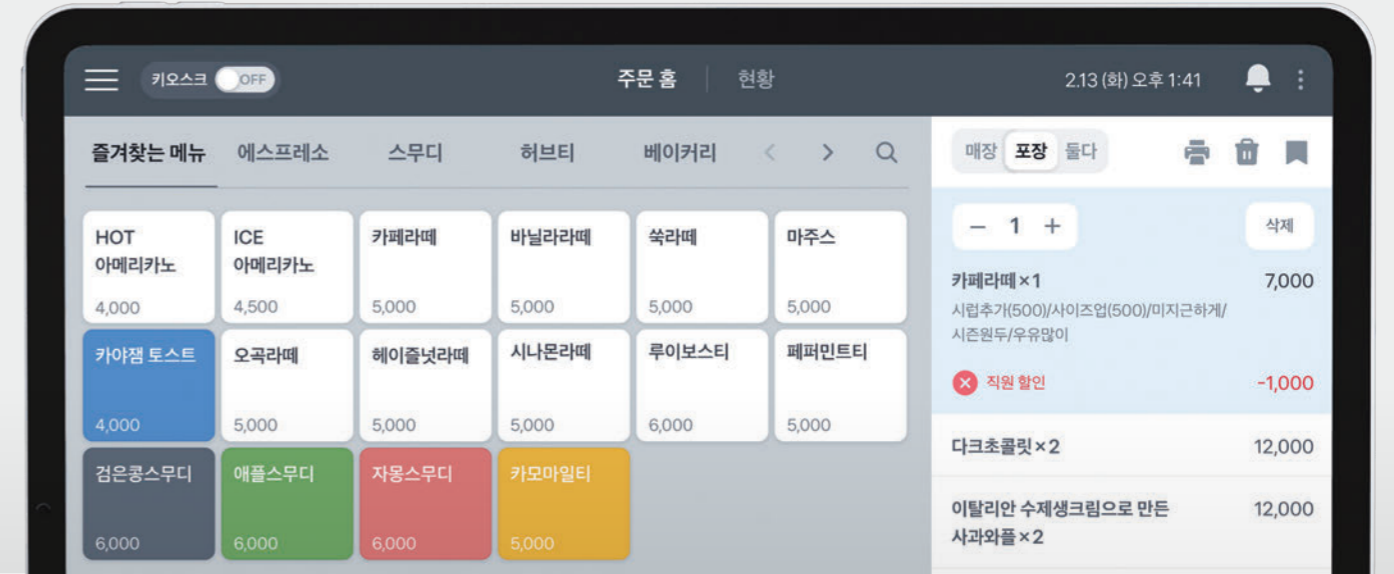 키오스크 OFF
주문 홈 현황
2.13 (화) 오후 1:41
즐겨찾는 메뉴 에스프레소 스무디 허브티 베이커리
HOT
아메리카노
4,000
ICE
아메리카노
4,500
카페라떼
5,000
바닐라라떼
5,000
쑥라떼
5,000
마주스
5,000
카야잼 토스트
4,000
오곡라떼
5,000
헤이즐넛라떼
5,000
시나몬라떼
5,000
루이보스티
6,000
페퍼민트티
5,000
검은콩스무디
6,000
애플스무디
6,000
자몽스무디
6,000
카모마일티
5,000
매장 포장 둘다
– 1 + 삭제
카페라떼×1 7,000
시럽추가(500)/사이즈업(500)/미지근하게/
시즌원두/우유많이
직원 할인 -1,000
다크초콜릿×2 12,000
이탈리안 수제생크림으로 만든 12,000
사과와플×2